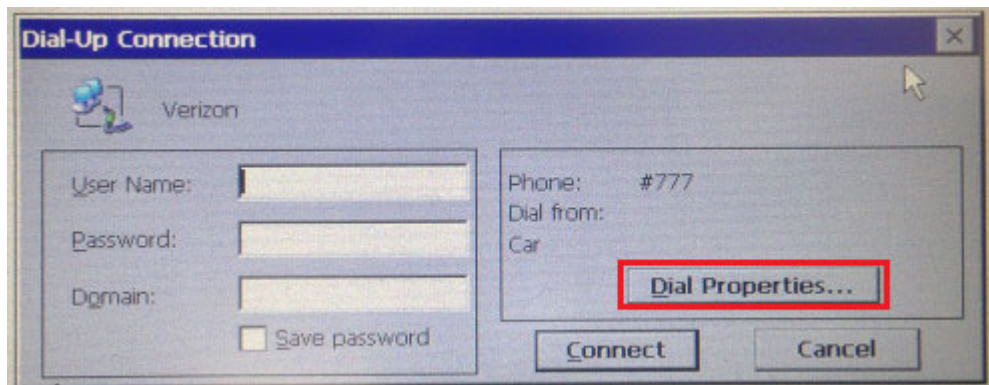 Dial-Up Connection
Verizon
User Name:
Password:
Domain:
Save password
Phone: #777
Dial from:
Car
Dial Properties...
Connect
Cancel